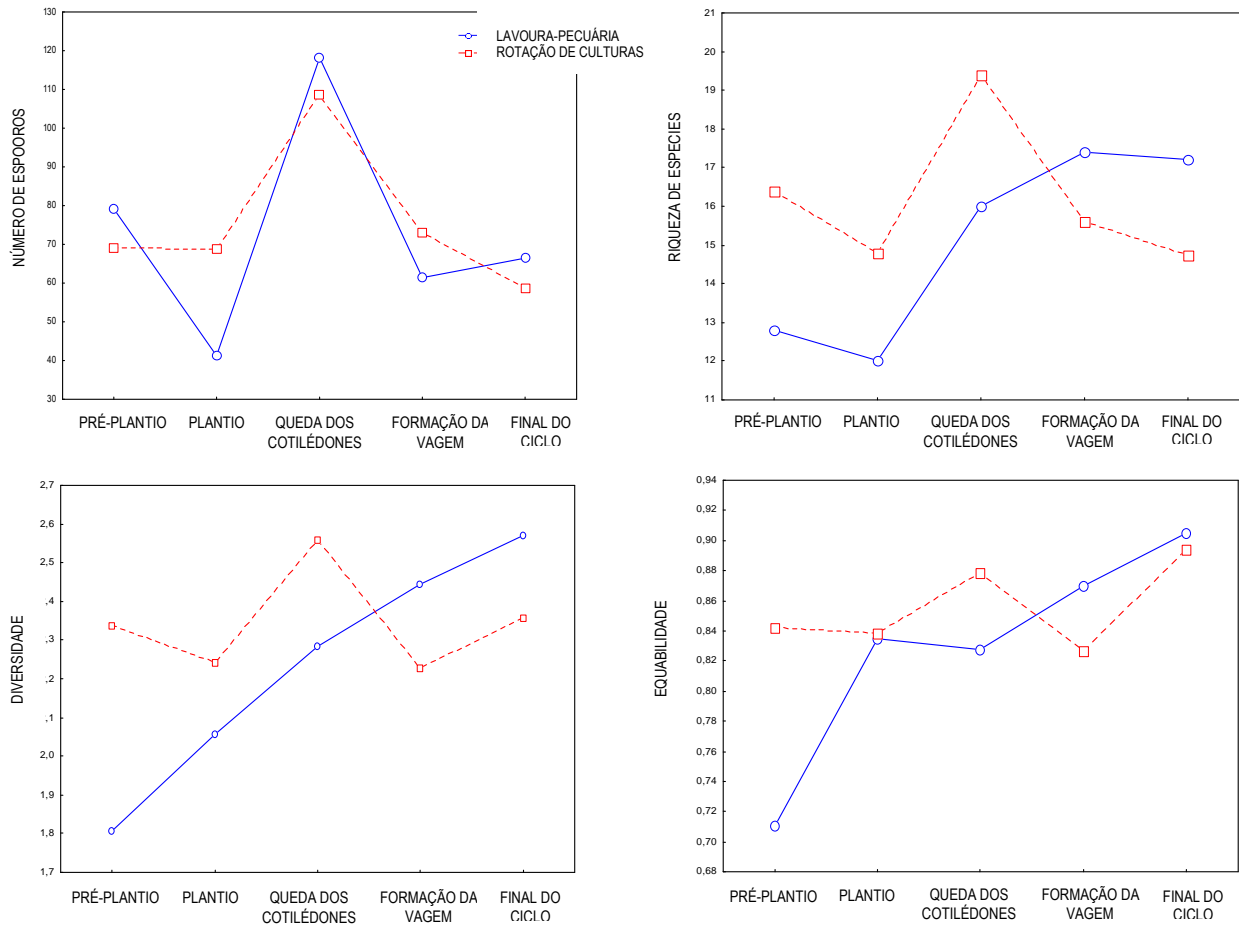 LAVOURA-PECUÁRIA
ROTAÇÃO DE CULTURAS
NÚMERO DE ESPOOROS
130
120
110
100
90
80
70
60
50
40
30
PRÉ-PLANTIO
PLANTIO
QUEDA DOS
COTILÉDONES
FORMAÇÃO DA
VAGEM
FINAL DO
CICLO
RIQUEZA DE ESPECIES
21
20
19
18
17
16
15
14
13
12
11
PRÉ-PLANTIO
PLANTIO
QUEDA DOS
COTILÉDONES
FORMAÇÃO DA
VAGEM
FINAL DO
CICLO
DIVERSIDADE
2,7
2,6
2,5
,4
,3
,2
,1
2,0
1,9
1,8
1,7
PRÉ-PLANTIO
PLANTIO
QUEDA DOS
COTILÉDONES
FORMAÇÃO DA
VAGEM
FINAL DO
CICLO
EQUABILIDADE
0,94
0,92
0,90
0,88
0,86
0,84
0,82
0,80
0,78
0,76
0,74
0,72
0,70
0,68
PRÉ-PLANTIO
PLANTIO
QUEDA DOS
COTILÉDONES
FORMAÇÃO DA
VAGEM
FINAL DO
CICLO